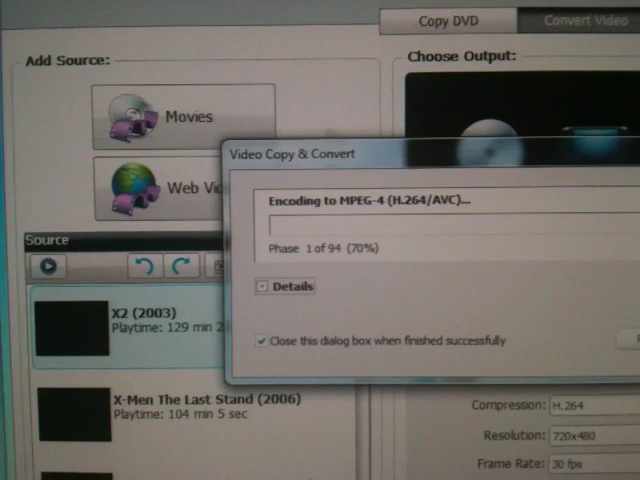 Copy DVD
Convert Video
Add Source:
Choose Output:
Movies
Video Copy & Convert
Web
Encoding to MPEG-4 (H.264/AVC)...
Source
Phase 1 of 94 (70%)
Details
X2 (2003)
Playtime: 129 min 2
Close this dialog box when finished successfully
X-Men The Last Stand (2006)
Playtime: 104 min 5 sec
Compression: H.264
Resolution: 720x480
Frame Rate: 30 fps